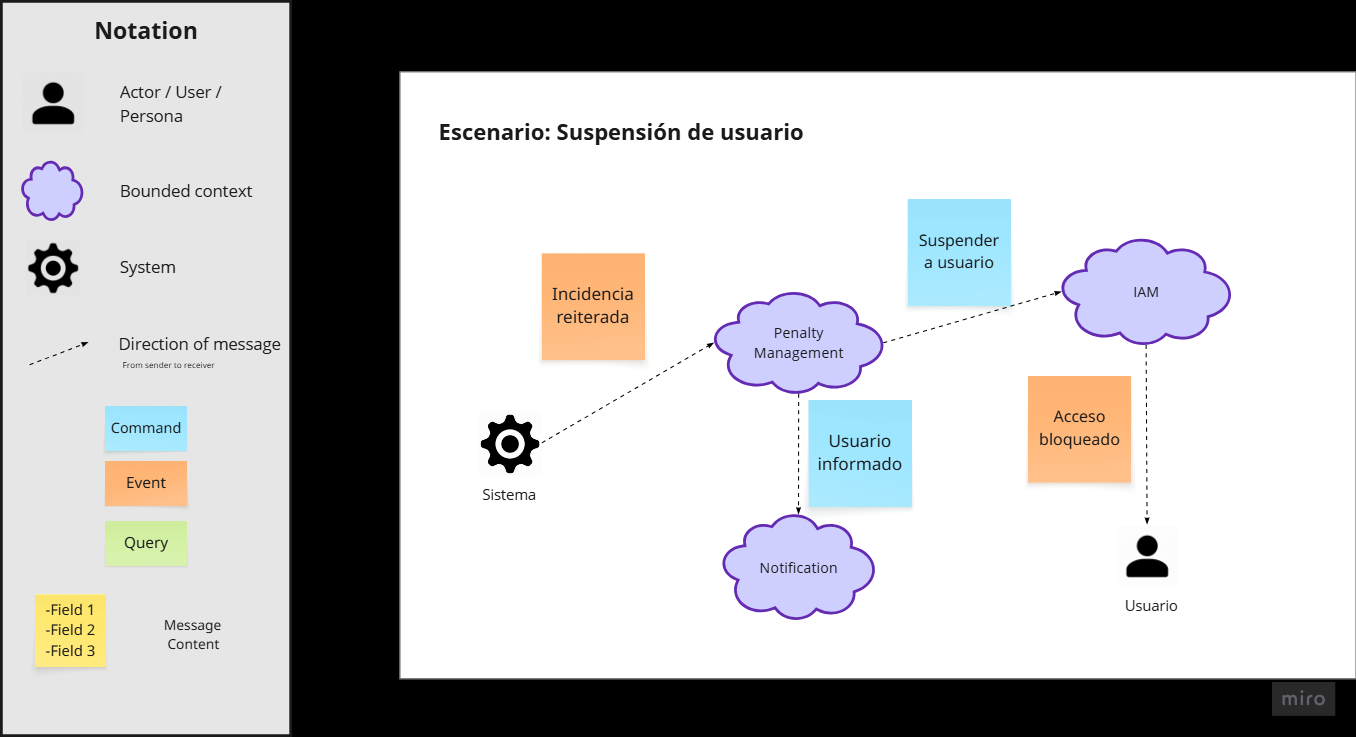 Notation
Actor / User /
Persona
Bounded context
System
Direction of message
From sender to receiver
Command
Event
Query
-Field 1
-Field 2
-Field 3
Message
Content
Escenario: Suspensión de usuario
Incidencia
reiterada
Sistema
Penalty
Management
Suspender
a usuario
IAM
Usuario
informado
Notification
Acceso
bloqueado
Usuario
miro